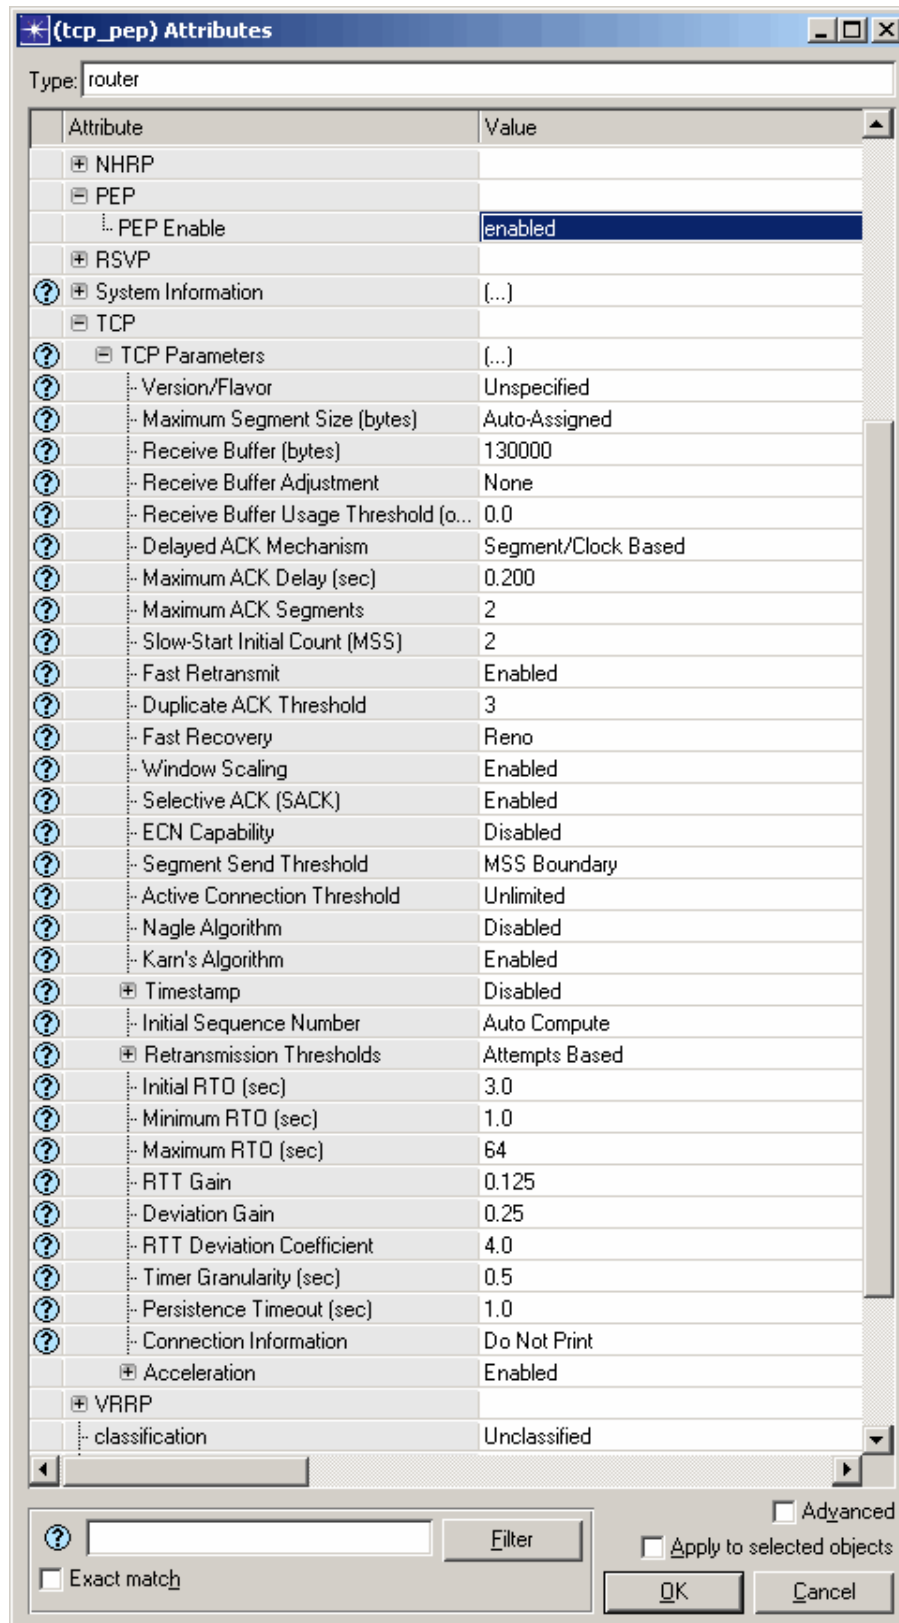 (tcp_pep) Attributes
Type: router
Attribute Value
NHRP
PEP
PEP Enable enabled
RSVP
System Information (...)
TCP
TCP Parameters (...)
Version/Flavor Unspecified
Maximum Segment Size (bytes) Auto-Assigned
Receive Buffer (bytes) 130000
Receive Buffer Adjustment None
Receive Buffer Usage Threshold (o... 0.0
Delayed ACK Mechanism Segment/Clock Based
Maximum ACK Delay (sec) 0.200
Maximum ACK Segments 2
Slow-Start Initial Count (MSS) 2
Fast Retransmit Enabled
Duplicate ACK Threshold 3
Fast Recovery Reno
Window Scaling Enabled
Selective ACK (SACK) Enabled
ECN Capability Disabled
Segment Send Threshold MSS Boundary
Active Connection Threshold Unlimited
Nagle Algorithm Disabled
Karn's Algorithm Enabled
Timestamp Disabled
Initial Sequence Number Auto Compute
Retransmission Thresholds Attempts Based
Initial RTO (sec) 3.0
Minimum RTO (sec) 1.0
Maximum RTO (sec) 64
RTT Gain 0.125
Deviation Gain 0.25
RTT Deviation Coefficient 4.0
Timer Granularity (sec) 0.5
Persistence Timeout (sec) 1.0
Connection Information Do Not Print
Acceleration Enabled
VRRP
classification Unclassified
Advanced
Filter
Apply to selected objects
Exact match
OK Cancel